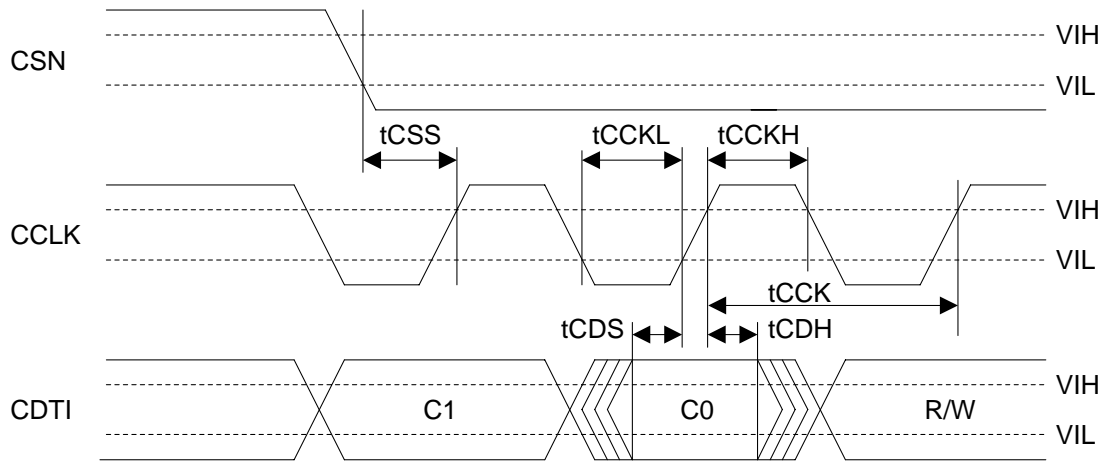 VIH
CSN
VIL
tCSS
tCCKL
tCCKH
VIH
CCLK
VIL
tCCK
tCDS
tCDH
VIH
CDTI
C1
C0
R/W
VIL